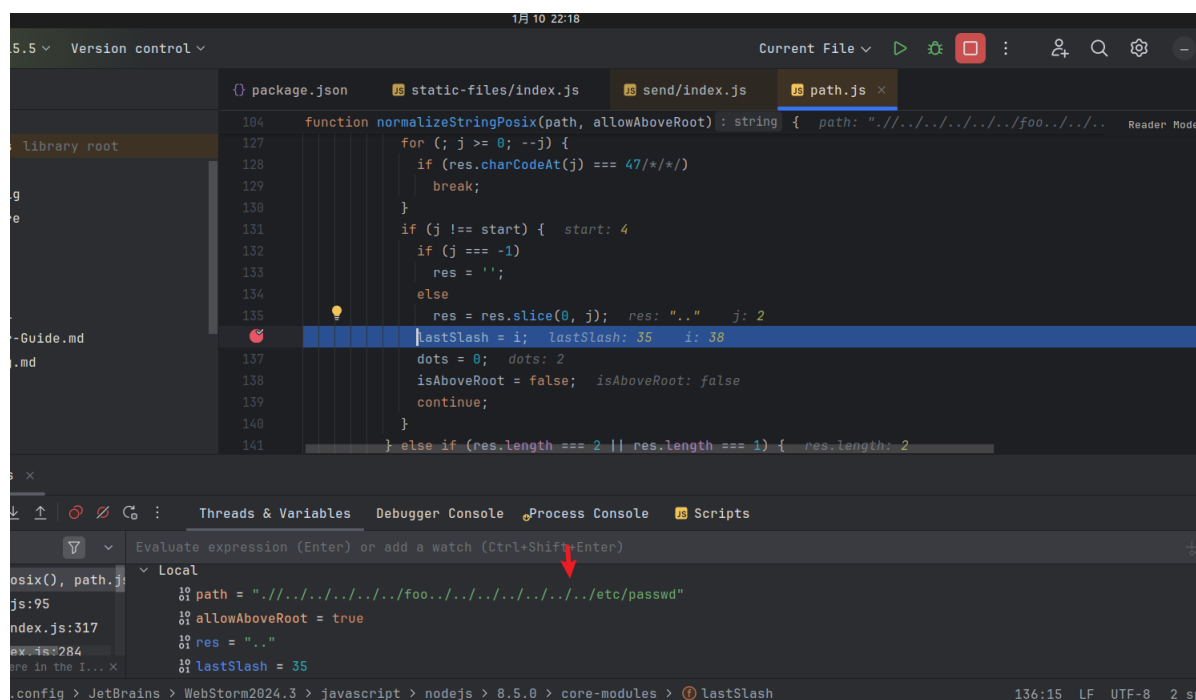 1月 10 22:18
.5.5 Version control Current File
package.json static-files/index.js send/index.js path.js
104 function normalizeStringPosix(path, allowAboveRoot) : string { path: ".//../../../../../foo../../.. Reader Mode
library root
127 for (; j >= 0; --j) {
128 if (res.charCodeAt(j) === 47/*/*/)
129 break;
130 }
131 if (j !== start) { start: 4
132 if (j === -1)
133 res = '';
134 else
135 res = res.slice(0, j); res: ".." j: 2
-Guide.md lastSlash = i; lastSlash: 35 i: 38
.md 137 dots = 0; dots: 2
138 isAboveRoot = false; isAboveRoot: false
139 continue;
140 }
141 } else if (res.length === 2 || res.length === 1) { res.length: 2
Threads & Variables Debugger Console Process Console Scripts
Evaluate expression (Enter) or add a watch (Ctrl+Shift+Enter)
Local
osix(), path.js path = ".//../../../../../foo../../../../../../../etc/passwd"
js:95 allowAboveRoot = true
ndex.js:317 res = ".."
ex.js:284
ere in the I... lastSlash = 35
.config > JetBrains > WebStorm2024.3 > javascript > nodejs > 8.5.0 > core-modules > lastSlash 136:15 LF UTF-8